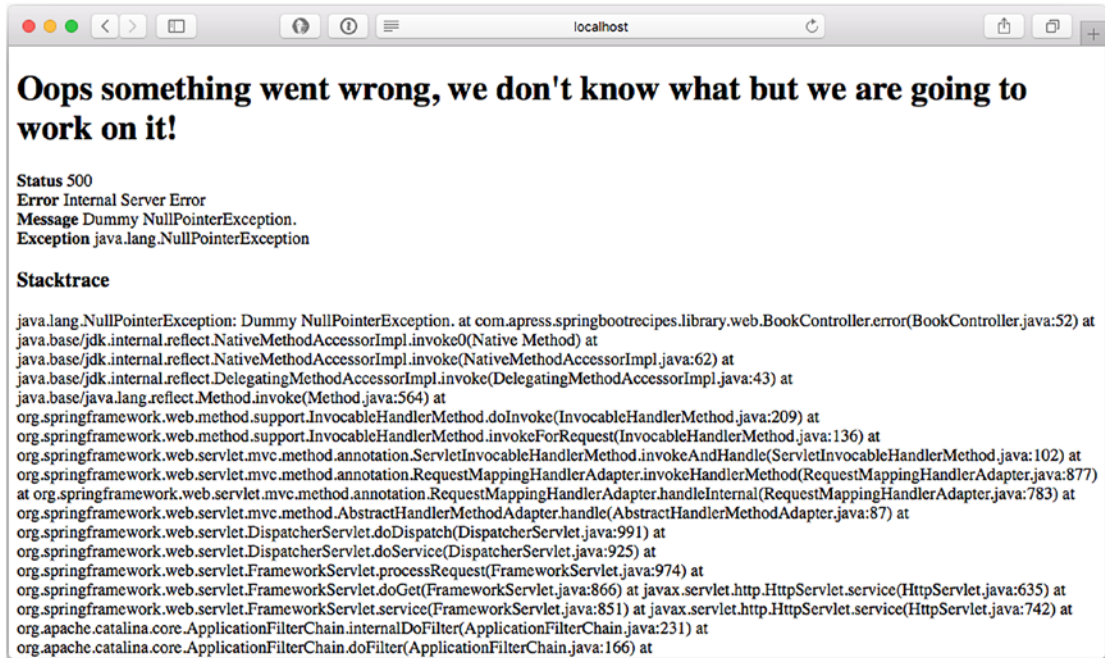 localhost
Oops something went wrong, we don't know what but we are going to
work on it!
Status 500
Error Internal Server Error
Message Dummy NullPointerException.
Exception java.lang.NullPointerException
Stacktrace
java.lang.NullPointerException: Dummy NullPointerException. at com.apress.springbootrecipes.library.web.BookController.error(BookController.java:52) at
java.base/jdk.internal.reflect.NativeMethodAccessorImpl.invoke0(Native Method) at
java.base/jdk.internal.reflect.NativeMethodAccessorImpl.invoke(NativeMethodAccessorImpl.java:62) at
java.base/jdk.internal.reflect.DelegatingMethodAccessorImpl.invoke(DelegatingMethodAccessorImpl.java:43) at
java.base/java.lang.reflect.Method.invoke(Method.java:564) at
org.springframework.web.method.support.InvocableHandlerMethod.doInvoke(InvocableHandlerMethod.java:209) at
org.springframework.web.method.support.InvocableHandlerMethod.invokeForRequest(InvocableHandlerMethod.java:136) at
org.springframework.web.servlet.mvc.method.annotation.ServletInvocableHandlerMethod.invokeAndHandle(ServletInvocableHandlerMethod.java:102) at
org.springframework.web.servlet.mvc.method.annotation.RequestMappingHandlerAdapter.invokeHandlerMethod(RequestMappingHandlerAdapter.java:877)
at org.springframework.web.servlet.mvc.method.annotation.RequestMappingHandlerAdapter.handleInternal(RequestMappingHandlerAdapter.java:783) at
org.springframework.web.servlet.mvc.method.AbstractHandlerMethodAdapter.handle(AbstractHandlerMethodAdapter.java:87) at
org.springframework.web.servlet.DispatcherServlet.doDispatch(DispatcherServlet.java:991) at
org.springframework.web.servlet.DispatcherServlet.doService(DispatcherServlet.java:925) at
org.springframework.web.servlet.FrameworkServlet.processRequest(FrameworkServlet.java:974) at
org.springframework.web.servlet.FrameworkServlet.doGet(FrameworkServlet.java:866) at javax.servlet.http.HttpServlet.service(HttpServlet.java:635) at
org.springframework.web.servlet.FrameworkServlet.service(FrameworkServlet.java:851) at javax.servlet.http.HttpServlet.service(HttpServlet.java:742) at
org.apache.catalina.core.ApplicationFilterChain.internalDoFilter(ApplicationFilterChain.java:231) at
org.apache.catalina.core.ApplicationFilterChain.doFilter(ApplicationFilterChain.java:166) at